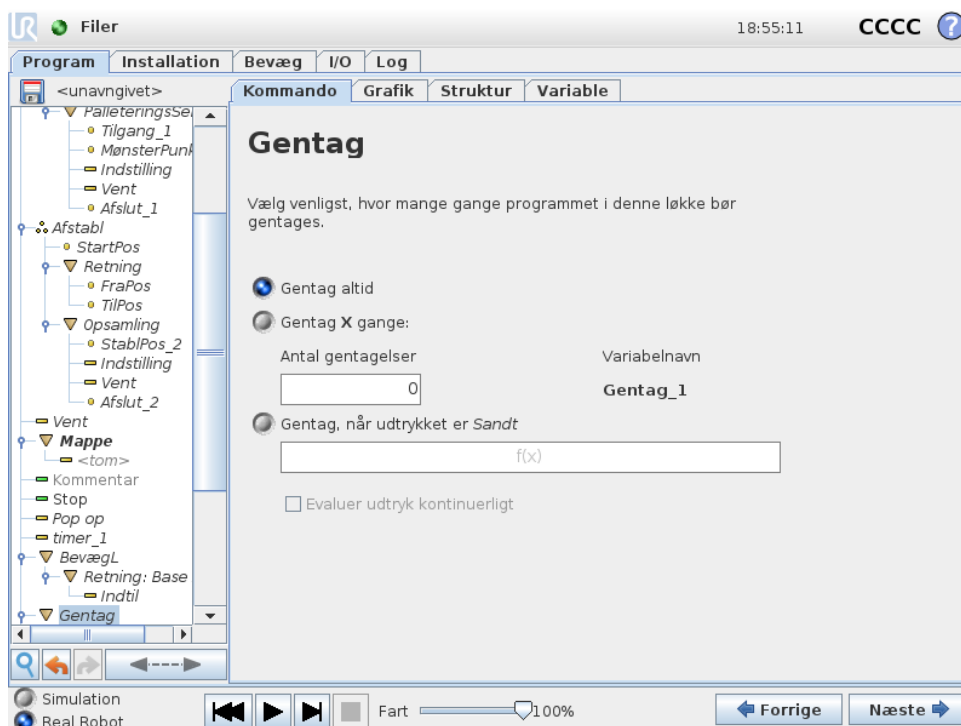 UR Filer 18:55:11 CCCC ?
Program Installation Bevæg I/O Log
<unavngivet>
Kommando Grafik Struktur Variable
PalleteringsSe
Tilgang_1
MønsterPunk
Indstilling
Vent
Afslut_1
Afstabl
StartPos
Retning
FraPos
TilPos
Opsamling
StablPos_2
Indstilling
Vent
Afslut_2
Vent
Mappe
<tom>
Kommentar
Stop
Pop op
timer_1
BevægL
Retning: Base
Indtil
Gentag
Gentag
Vælg venligst, hvor mange gange programmet i denne løkke bør
gentages.
Gentag altid
Gentag X gange:
Antal gentagelser Variabelnavn
0 Gentag_1
Gentag, når udtrykket er Sandt
f(x)
Evaluer udtryk kontinuerligt
Simulation
Real Robot
Fart 100%
Forrige Næste